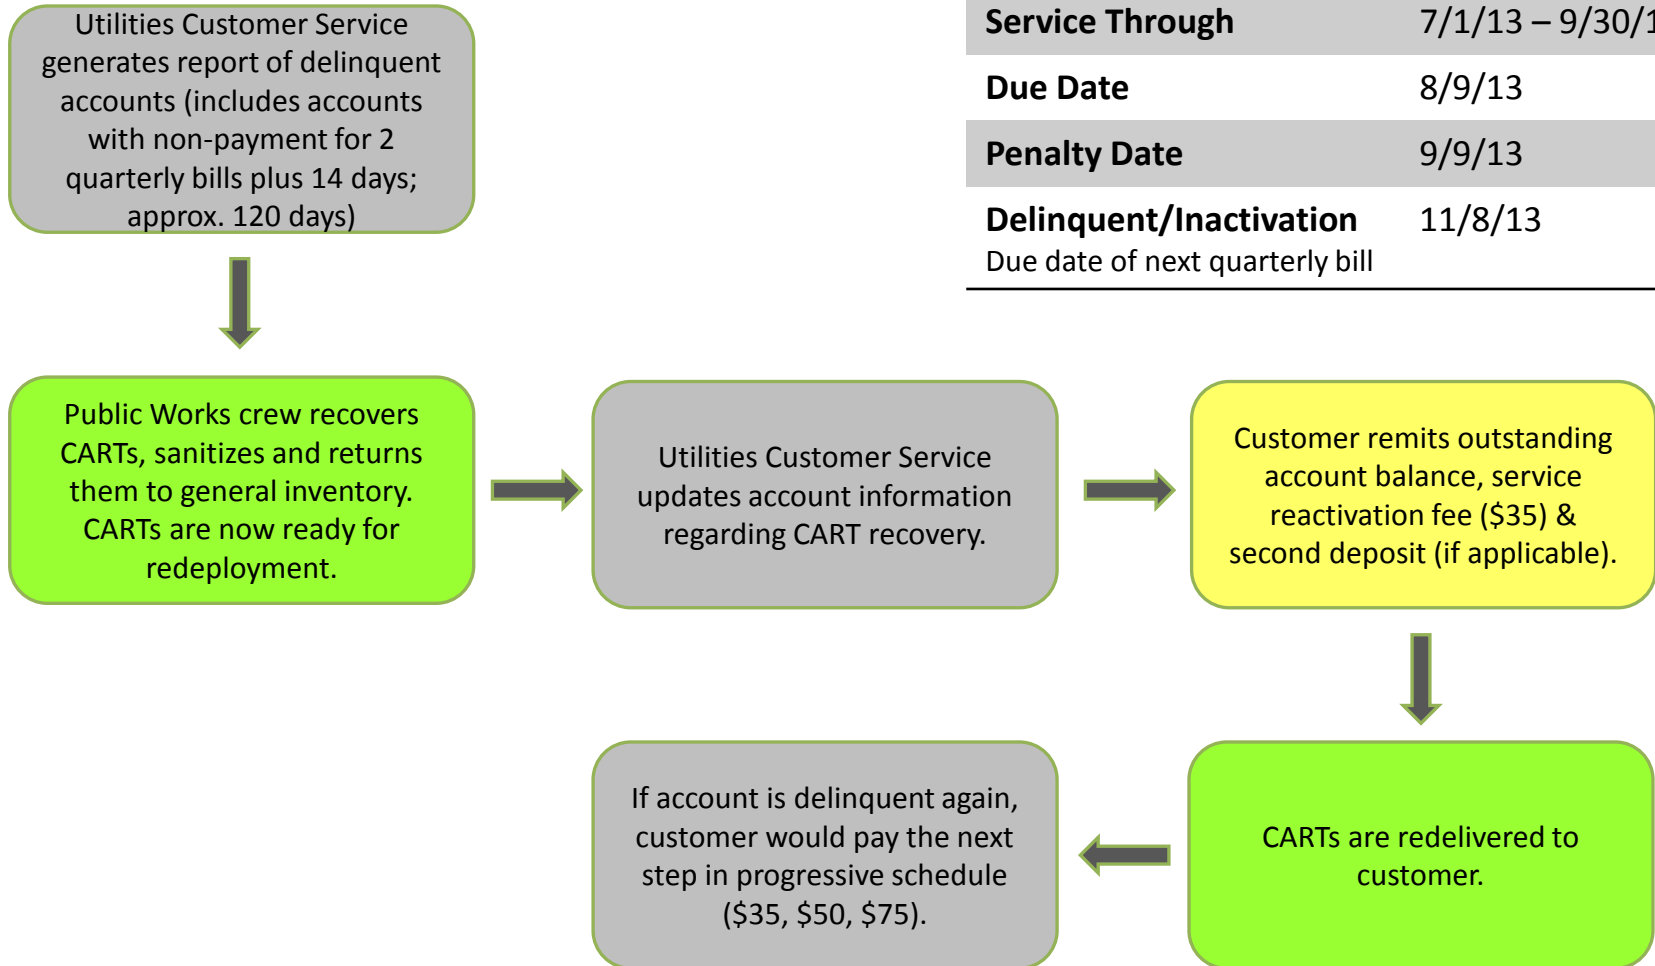 Utilities Customer Service
generates report of delinquent
accounts (includes accounts
with non-payment for 2
quarterly bills plus 14 days;
approx. 120 days)
Service Through 7/1/13 – 9/30/1
Due Date 8/9/13
Penalty Date 9/9/13
Delinquent/Inactivation 11/8/13
Due date of next quarterly bill
Public Works crew recovers
CARTs, sanitizes and returns
them to general inventory.
CARTs are now ready for
redeployment.
Utilities Customer Service
updates account information
regarding CART recovery.
Customer remits outstanding
account balance, service
reactivation fee ($35) &
second deposit (if applicable).
If account is delinquent again,
customer would pay the next
step in progressive schedule
($35, $50, $75).
CARTs are redelivered to
customer.